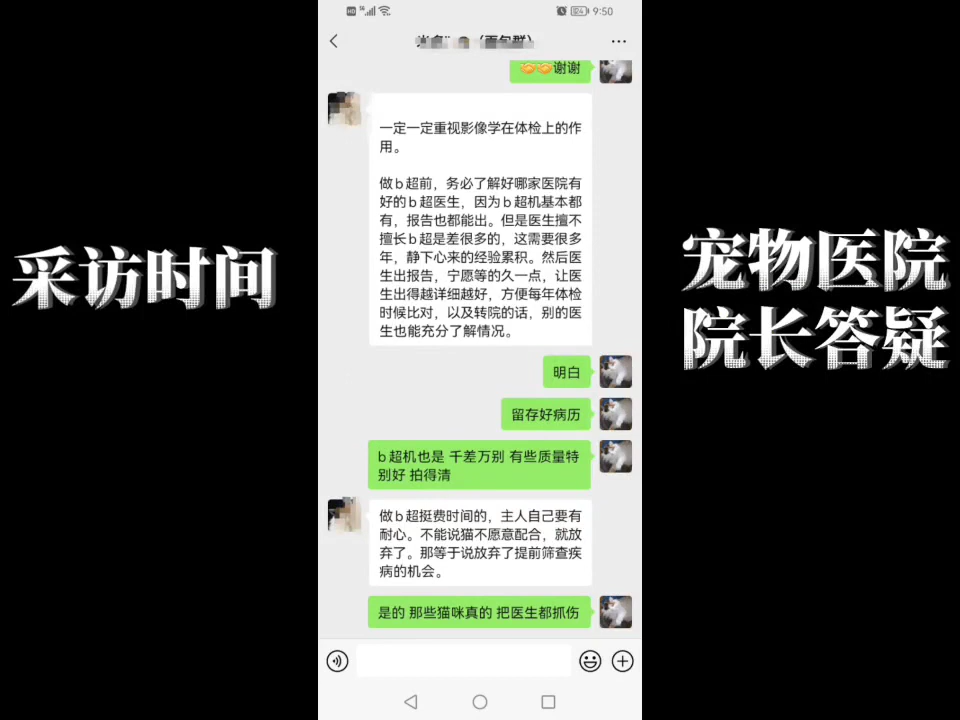 采访时间
宠物医院
院长答疑
9:50
谢谢
一定一定重视影像学在体检上的作
用。
做b超前，务必了解好哪家医院有
好的b超医生，因为b超机基本都
有，报告也都能出。但是医生擅不
擅长b超是差很多的，这需要很多
年，静下心来的经验累积。然后医
生出报告，宁愿等的久一点，让医
生出得越详细越好，方便每年体检
时候比对，以及转院的话，别的医
生也能充分了解情况。
明白
留存好病历
b超机也是 千差万别 有些质量特
别好 拍得清
做b超挺费时间的，主人自己要有
耐心。不能说猫不愿意配合，就放
弃了。那等于说放弃了提前筛查疾
病的机会。
是的 那些猫咪真的 把医生都抓伤